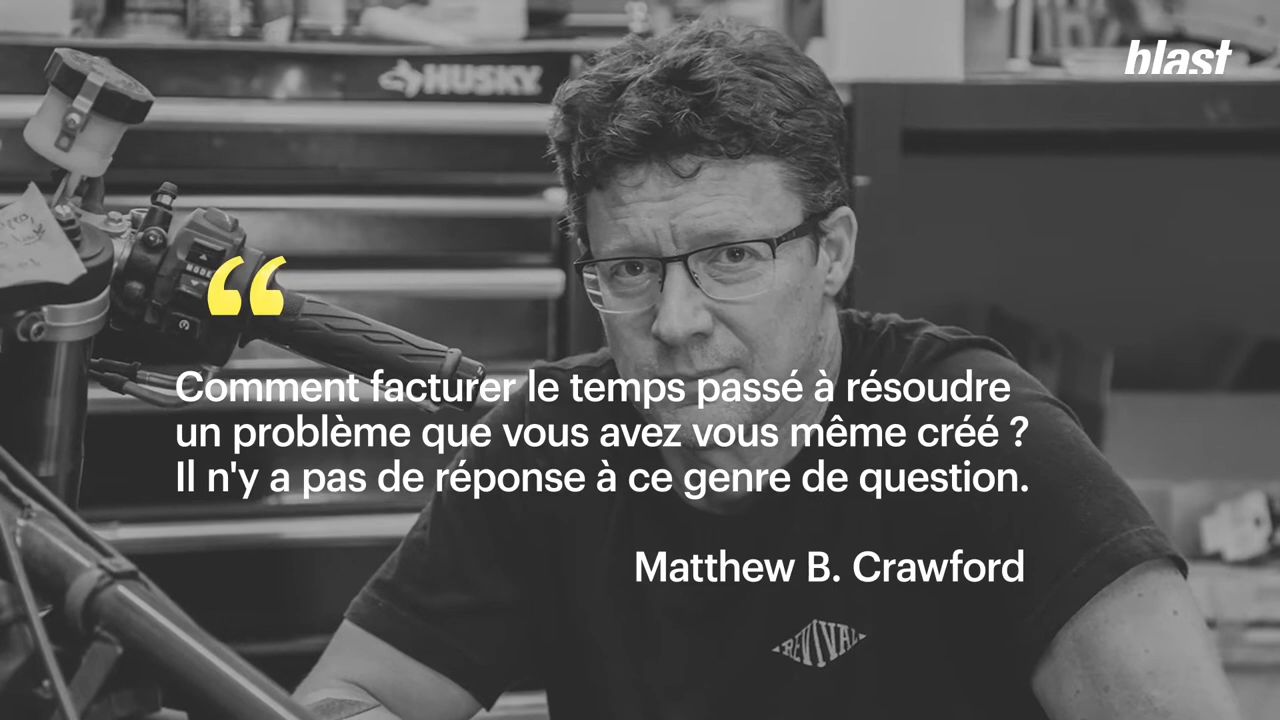 blast
HUSKY
MODE
“
Comment facturer le temps passé à résoudre
un problème que vous avez vous même créé ?
Il n'y a pas de réponse à ce genre de question.
Matthew B. Crawford
REVIVAL